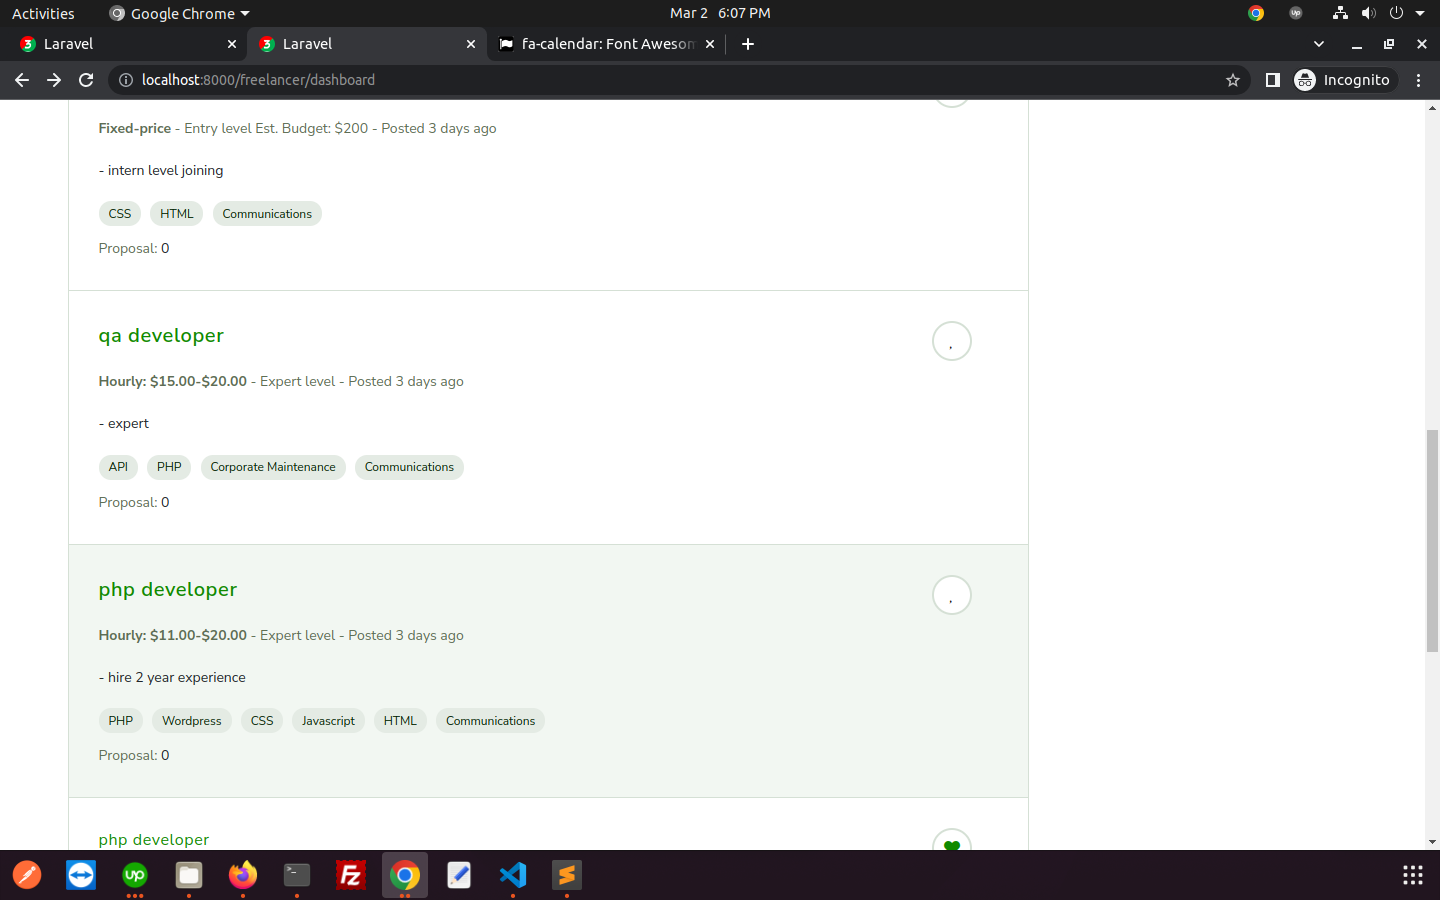 Activities
Google Chrome
Mar 2 6:07 PM
up
Laravel
Laravel
fa-calendar: Font Awesom
localhost:8000/freelancer/dashboard
Incognito
Fixed-price - Entry level Est. Budget: $200 - Posted 3 days ago
- intern level joining
CSS HTML Communications
Proposal: 0
qa developer
Hourly: $15.00-$20.00 - Expert level - Posted 3 days ago
- expert
API PHP Corporate Maintenance Communications
Proposal: 0
php developer
Hourly: $11.00-$20.00 - Expert level - Posted 3 days ago
- hire 2 year experience
PHP Wordpress CSS Javascript HTML Communications
Proposal: 0
php developer
up
Fz